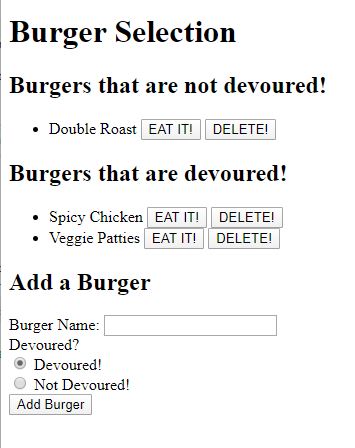 Burger Selection
Burgers that are not devoured!
Double Roast EAT IT! DELETE!
Burgers that are devoured!
Spicy Chicken EAT IT! DELETE!
Veggie Patties EAT IT! DELETE!
Add a Burger
Burger Name:
Devoured?
Devoured!
Not Devoured!
Add Burger